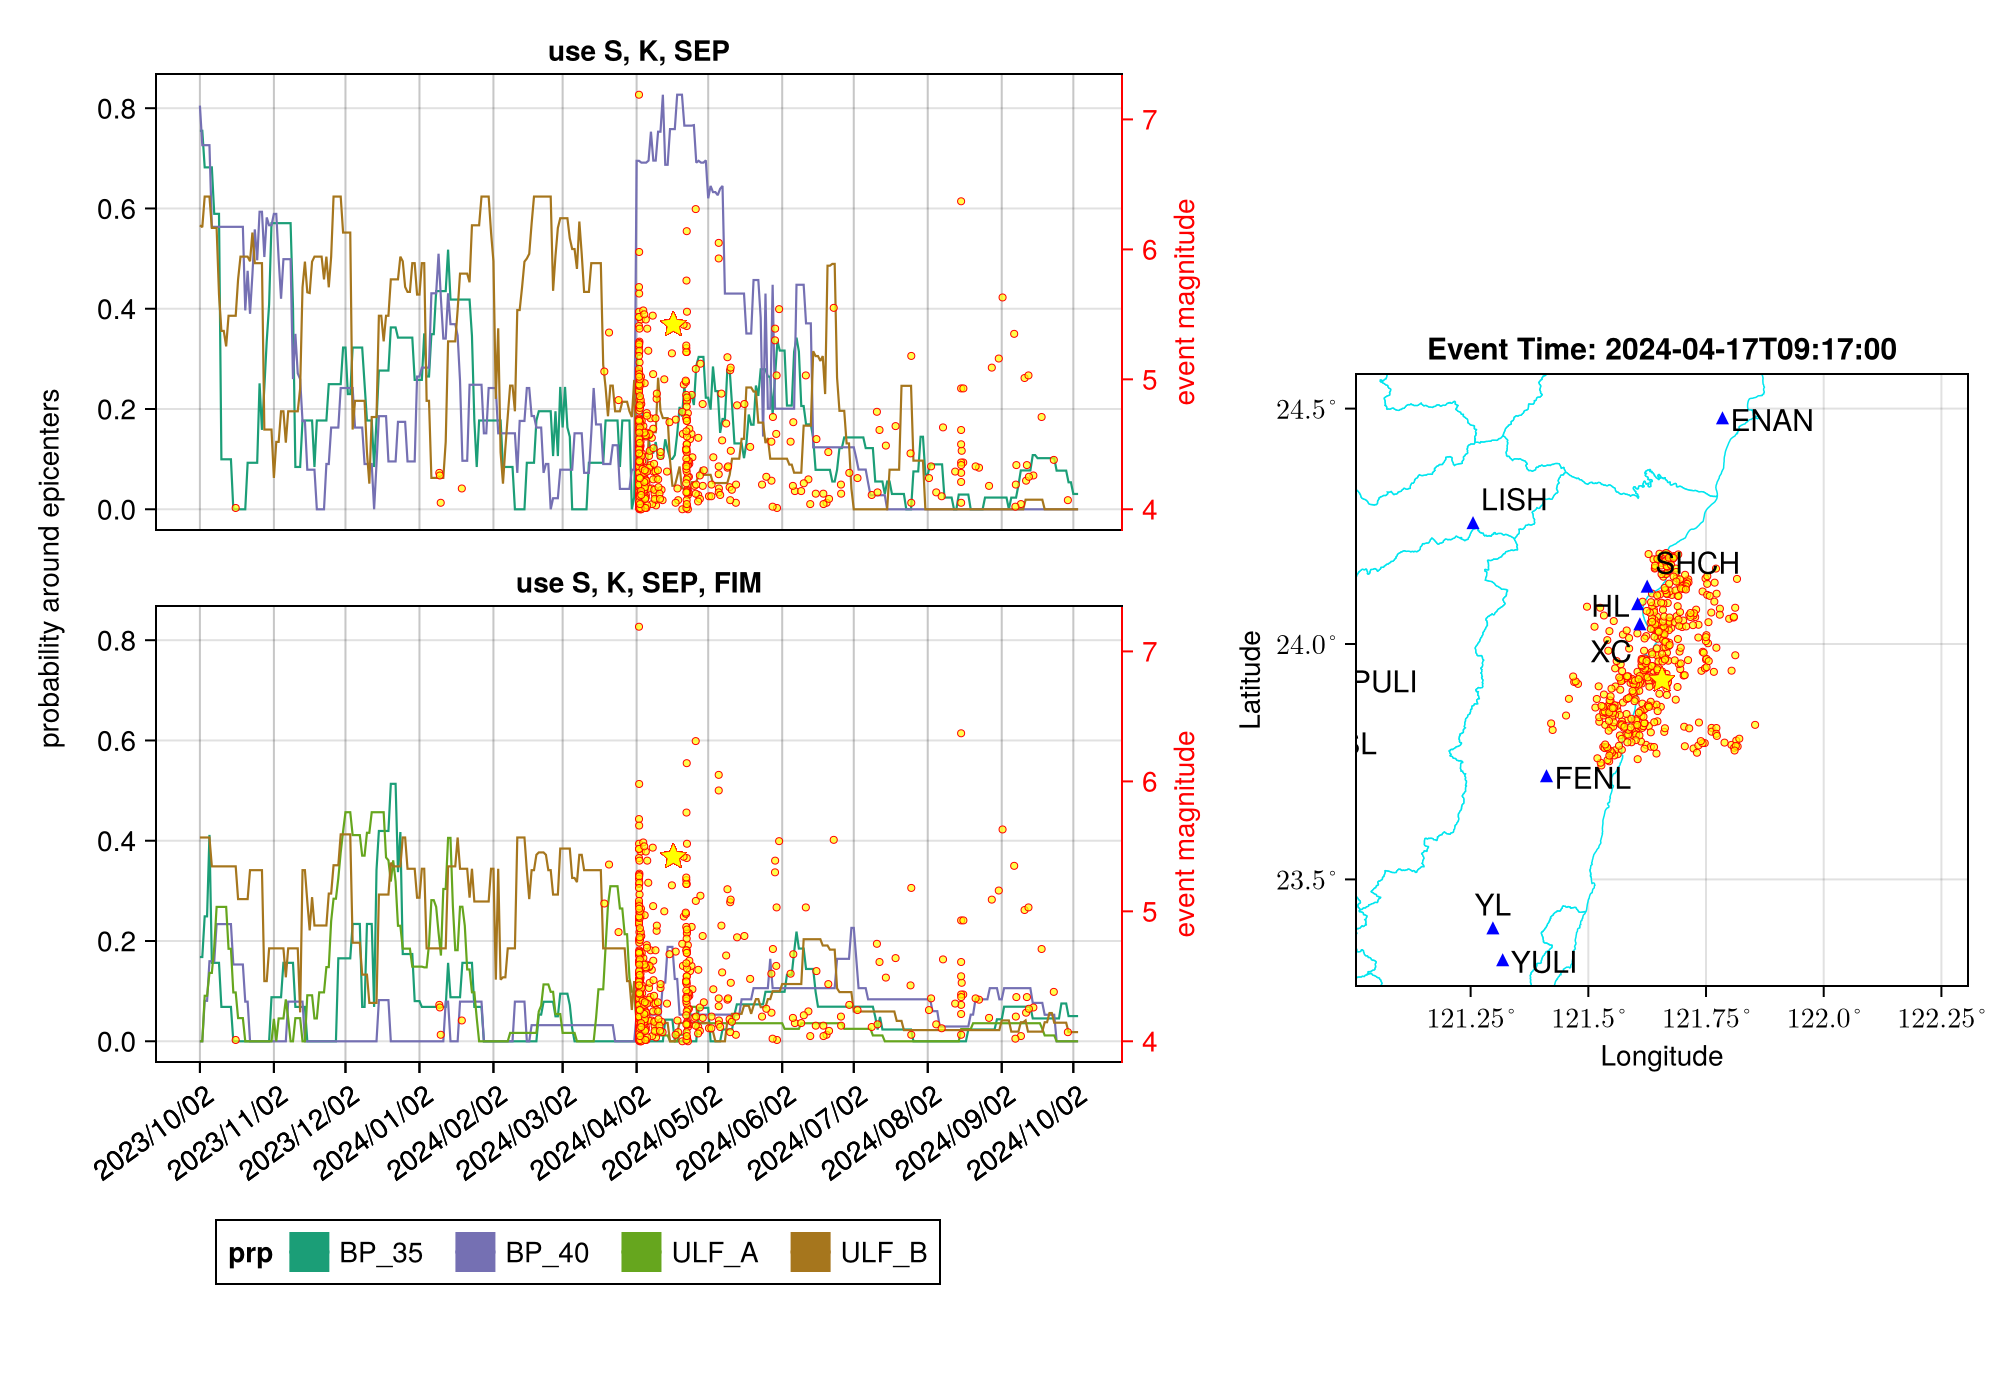 use S, K, SEP
0.8
0.6
0.4
0.2
0.0
7
6
5
4
event magnitude
probability around epicenters
use S, K, SEP, FIM
0.8
0.6
0.4
0.2
0.0
7
6
5
4
event magnitude
2023/10/02
2023/11/02
2023/12/02
2024/01/02
2024/02/02
2024/03/02
2024/04/02
2024/05/02
2024/06/02
2024/07/02
2024/08/02
2024/09/02
2024/10/02
prp BP_35 BP_40 ULF_A ULF_B
Event Time: 2024-04-17T09:17:00
24.5°
24.0°
23.5°
Latitude
ENAN
LISH
SHCH
HL
XC
PULI
FENL
YL
YULI
121.25° 121.5° 121.75° 122.0° 122.25°
Longitude